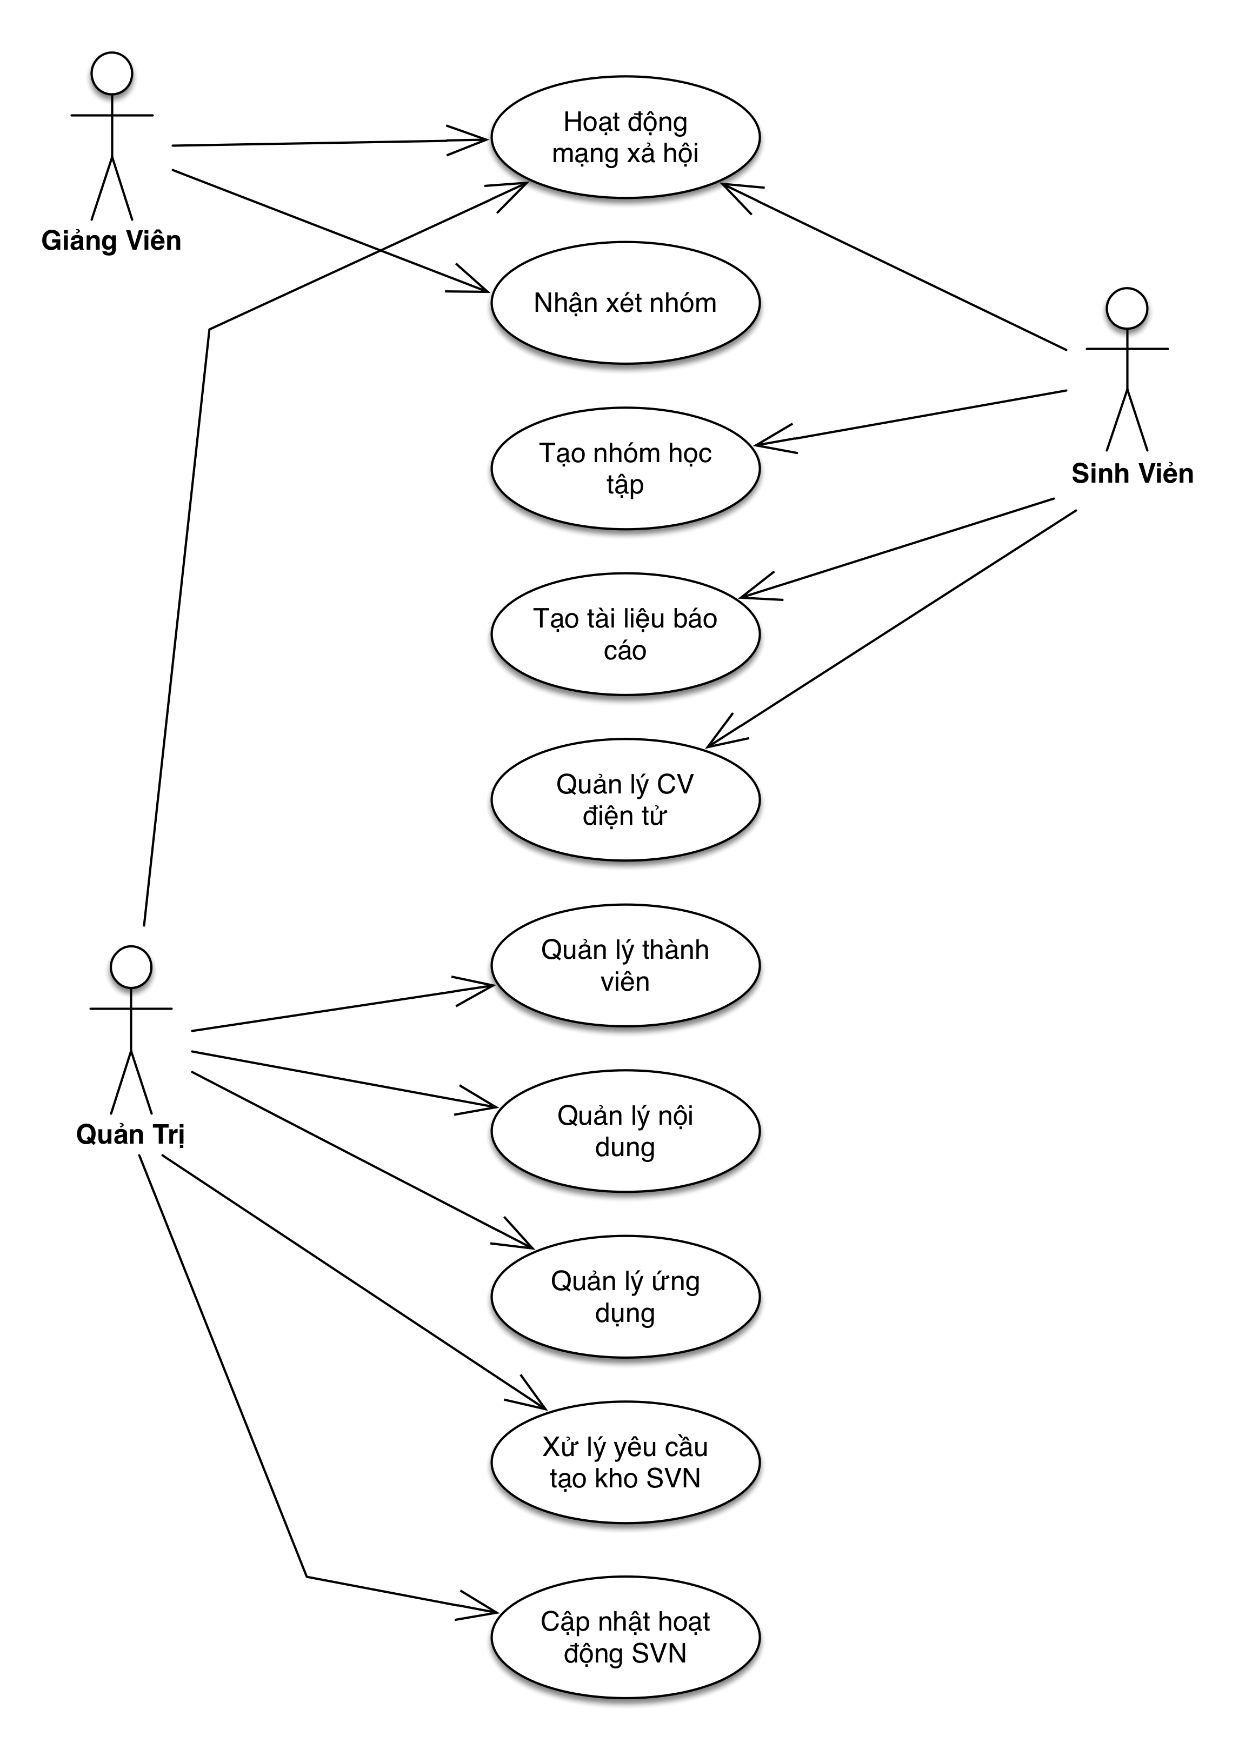 Hoạt động
mạng xả hội
Giảng Viên
Nhận xét nhóm
Tạo nhóm học
tập
Sinh Viẻn
Tạo tài liệu báo
cáo
Quản lý CV
điện tử
Quản lý thành
viên
Quản lý nội
dung
Quản Trị
Quản lý ứng
dụng
Xử lý yêu cầu
tạo kho SVN
Cập nhật hoạt
động SVN